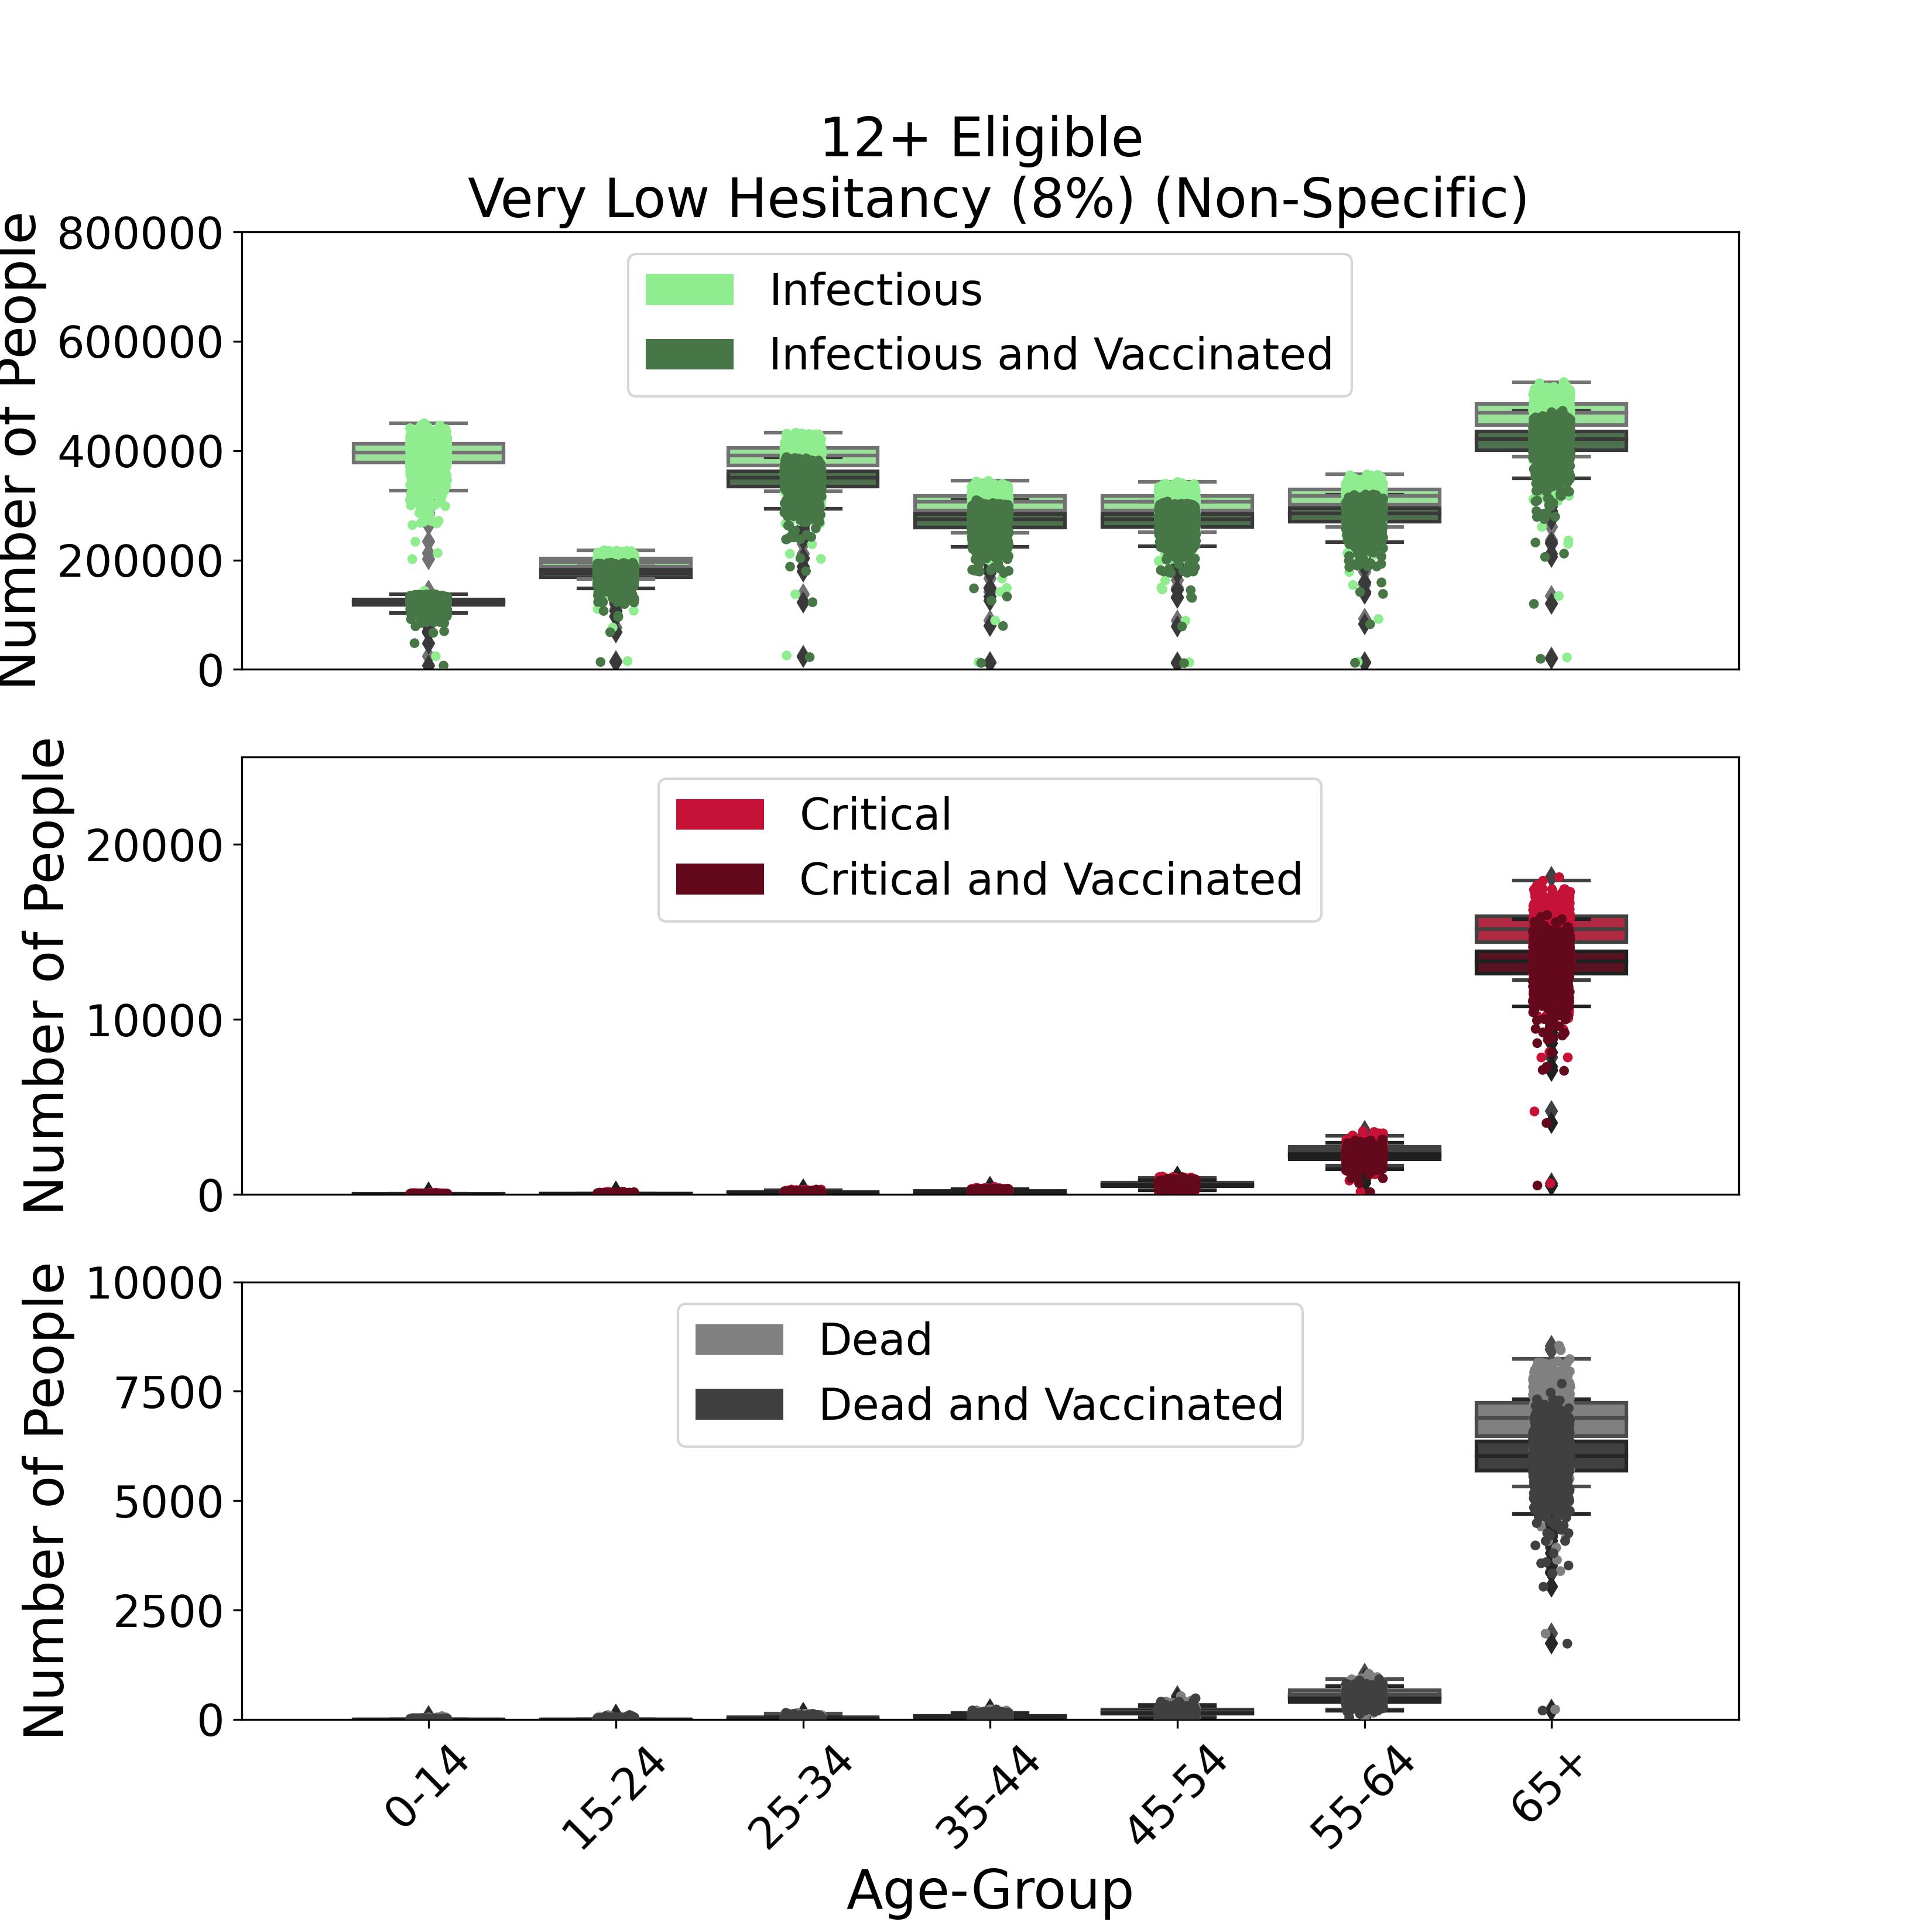 12+ Eligible
Very Low Hesitancy (8%) (Non-Specific)
Number of People
800000
600000
400000
200000
0
Infectious
Infectious and Vaccinated
Number of People
20000
10000
0
Critical
Critical and Vaccinated
Number of People
10000
7500
5000
2500
0
Dead
Dead and Vaccinated
0-14
15-24
25-34
35-44
45-54
55-64
65+
Age-Group